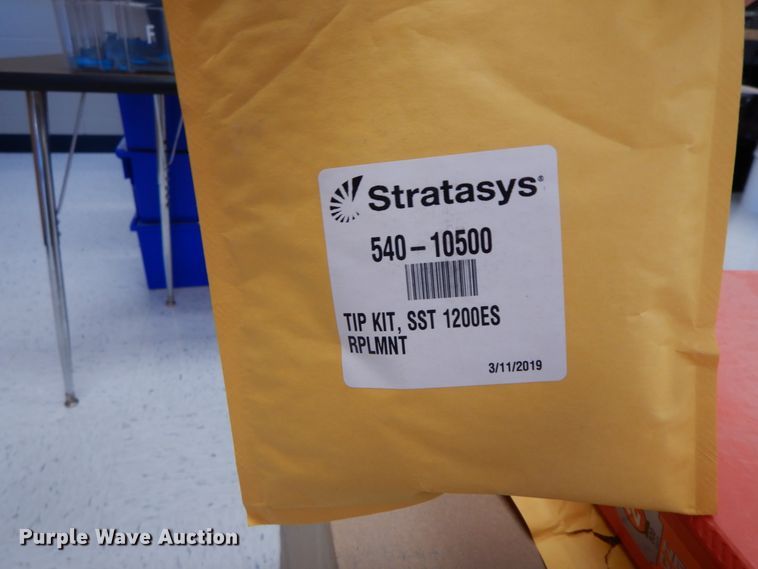 F
Stratasys®
540-10500
TIP KIT, SST 1200ES
RPLMNT
3/11/2019
Purple Wave Auction